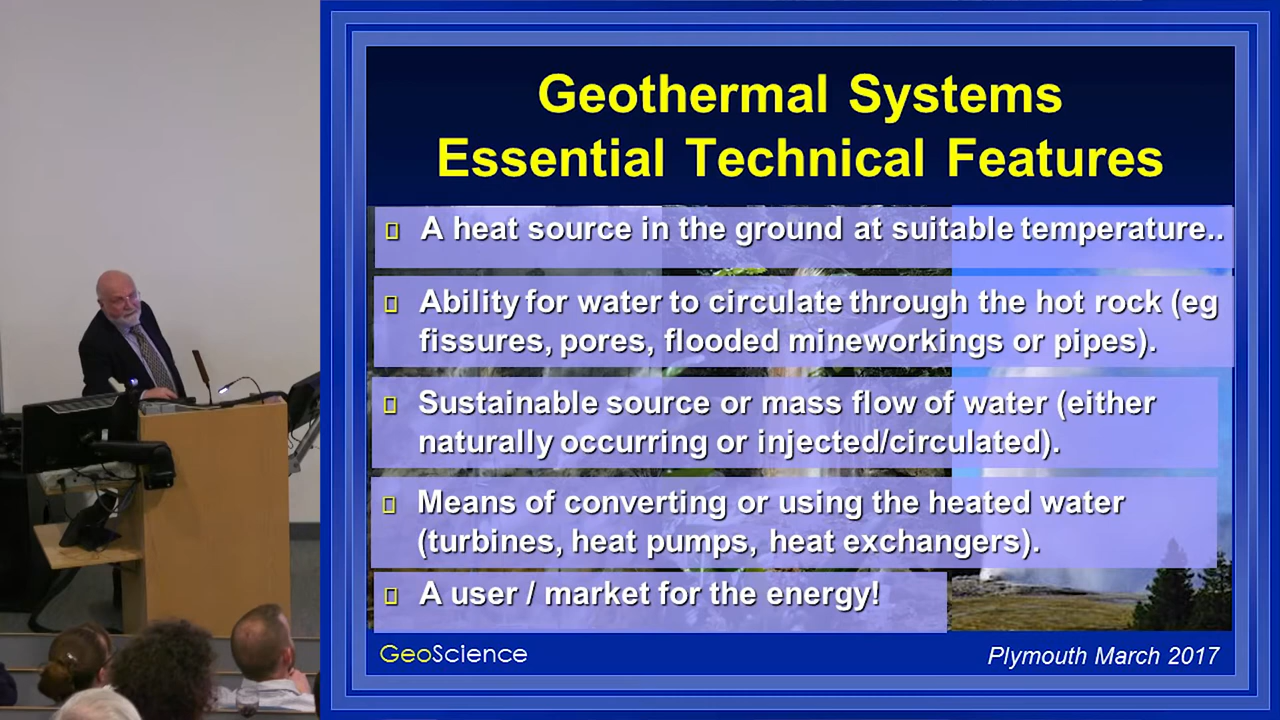 Geothermal Systems
Essential Technical Features
A heat source in the ground at suitable temperature..
Ability for water to circulate through the hot rock (eg
fissures, pores, flooded mineworkings or pipes).
Sustainable source or mass flow of water (either
naturally occurring or injected/circulated).
Means of converting or using the heated water
(turbines, heat pumps, heat exchangers).
A user / market for the energy!
GeoScience
Plymouth March 2017